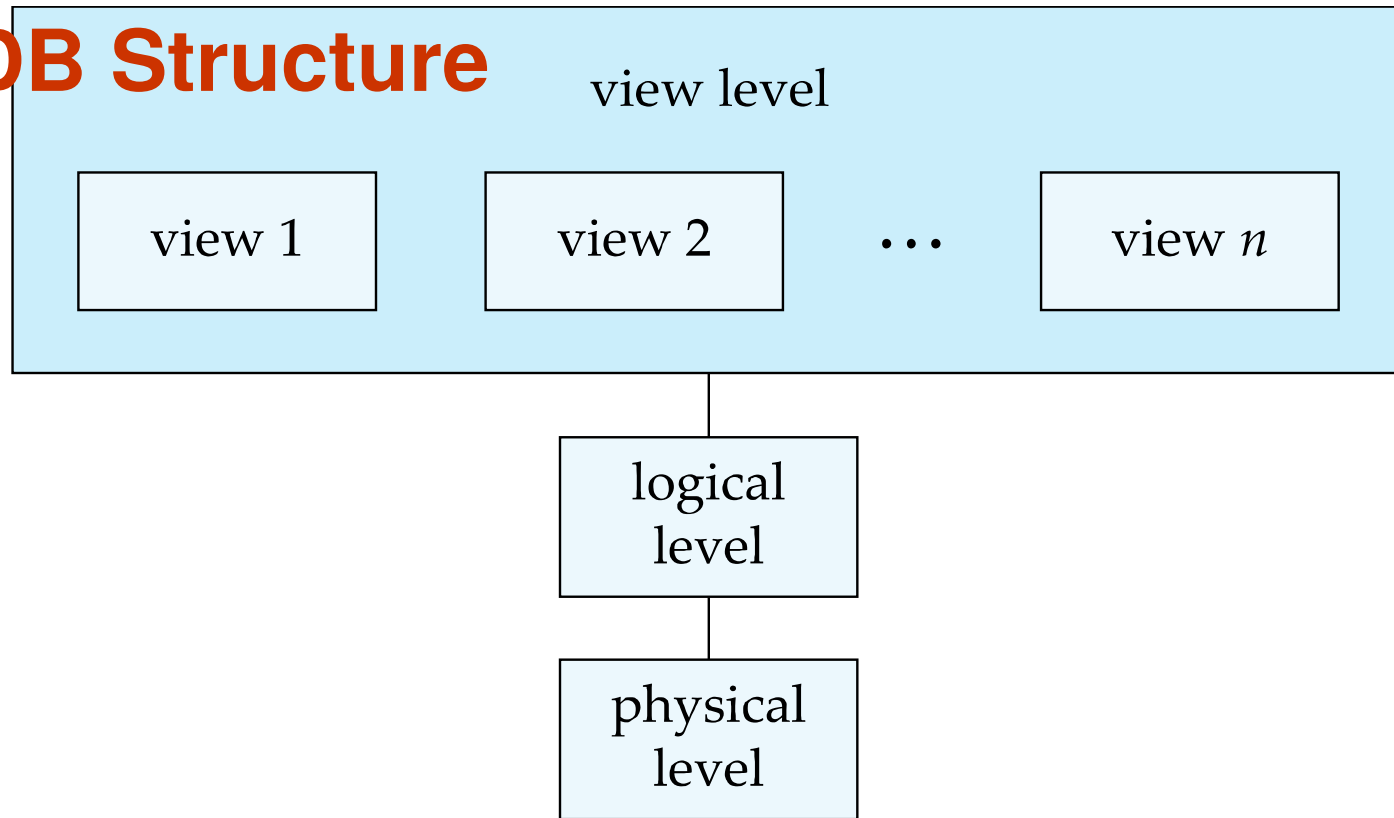 DB Structure
view level
view 1
view 2
...
view n
logical
level
physical
level